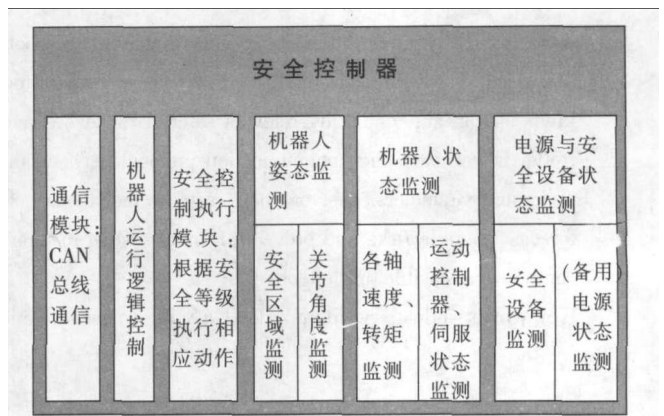 安全控制器
通信
模块：
CAN
总线
通信
机器人运行逻辑控制
安全控
制执行
模块：
根据安
全等级
执行相
应动作
机器人
姿态监
测
安全区域监测
关节角度监测
机器人状
态监测
各轴
速度、
转矩
监测
运动
控制
器、
伺服
状态
监测
电源与安
全设备状
态监测
安全
设备
监测
(备用)
电源
状态
监测